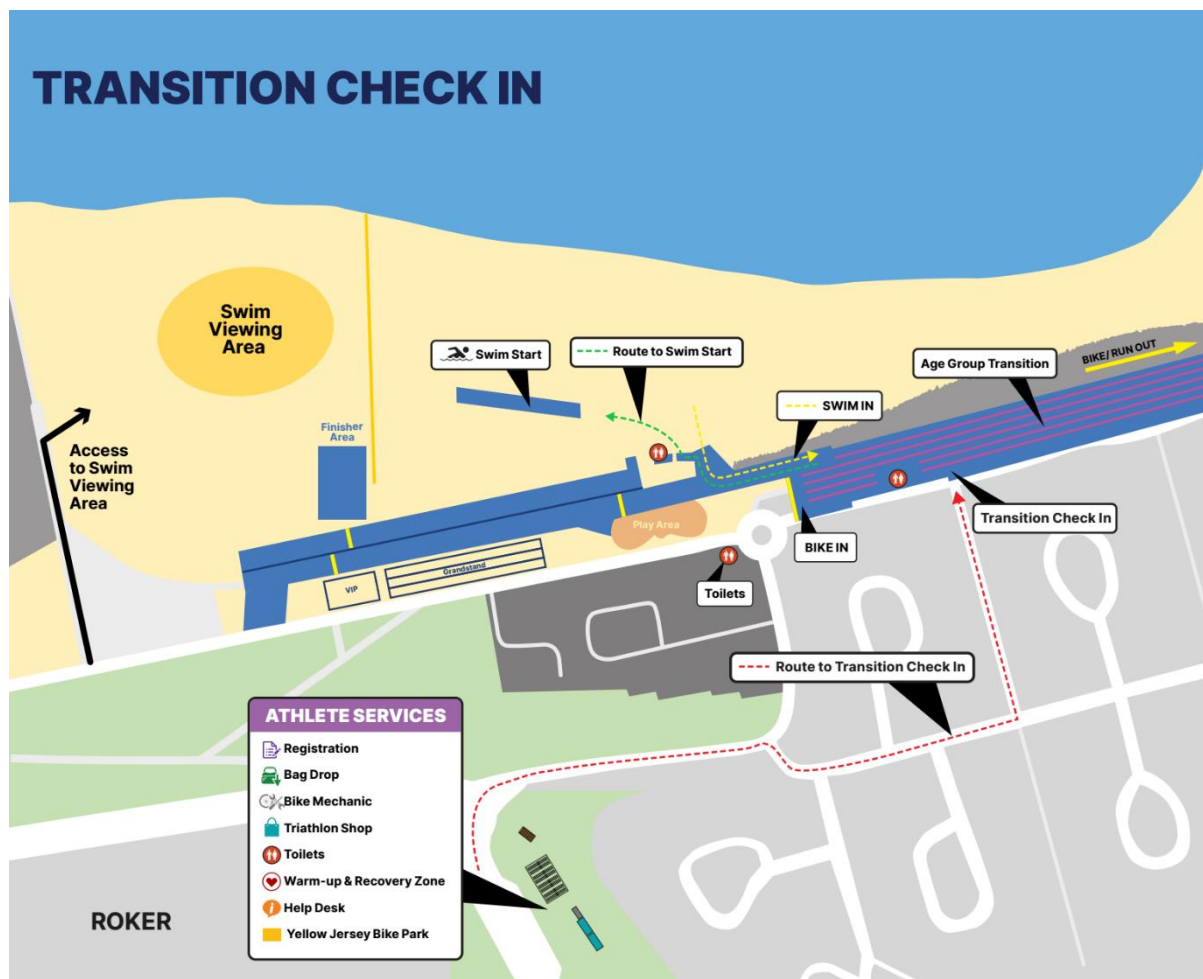 TRANSITION CHECK IN
Swim
Viewing
Area
Swim Start
Route to Swim Start
Age Group Transition
BIKE/ RUN OUT
SWIM IN
Finisher
Area
Access
to Swim
Viewing
Area
Play Area
Transition Check In
BIKE IN
Grandstand
VIP
Toilets
Route to Transition Check In
ATHLETE SERVICES
Registration
Bag Drop
Bike Mechanic
Triathlon Shop
Toilets
Warm-up & Recovery Zone
Help Desk
Yellow Jersey Bike Park
ROKER